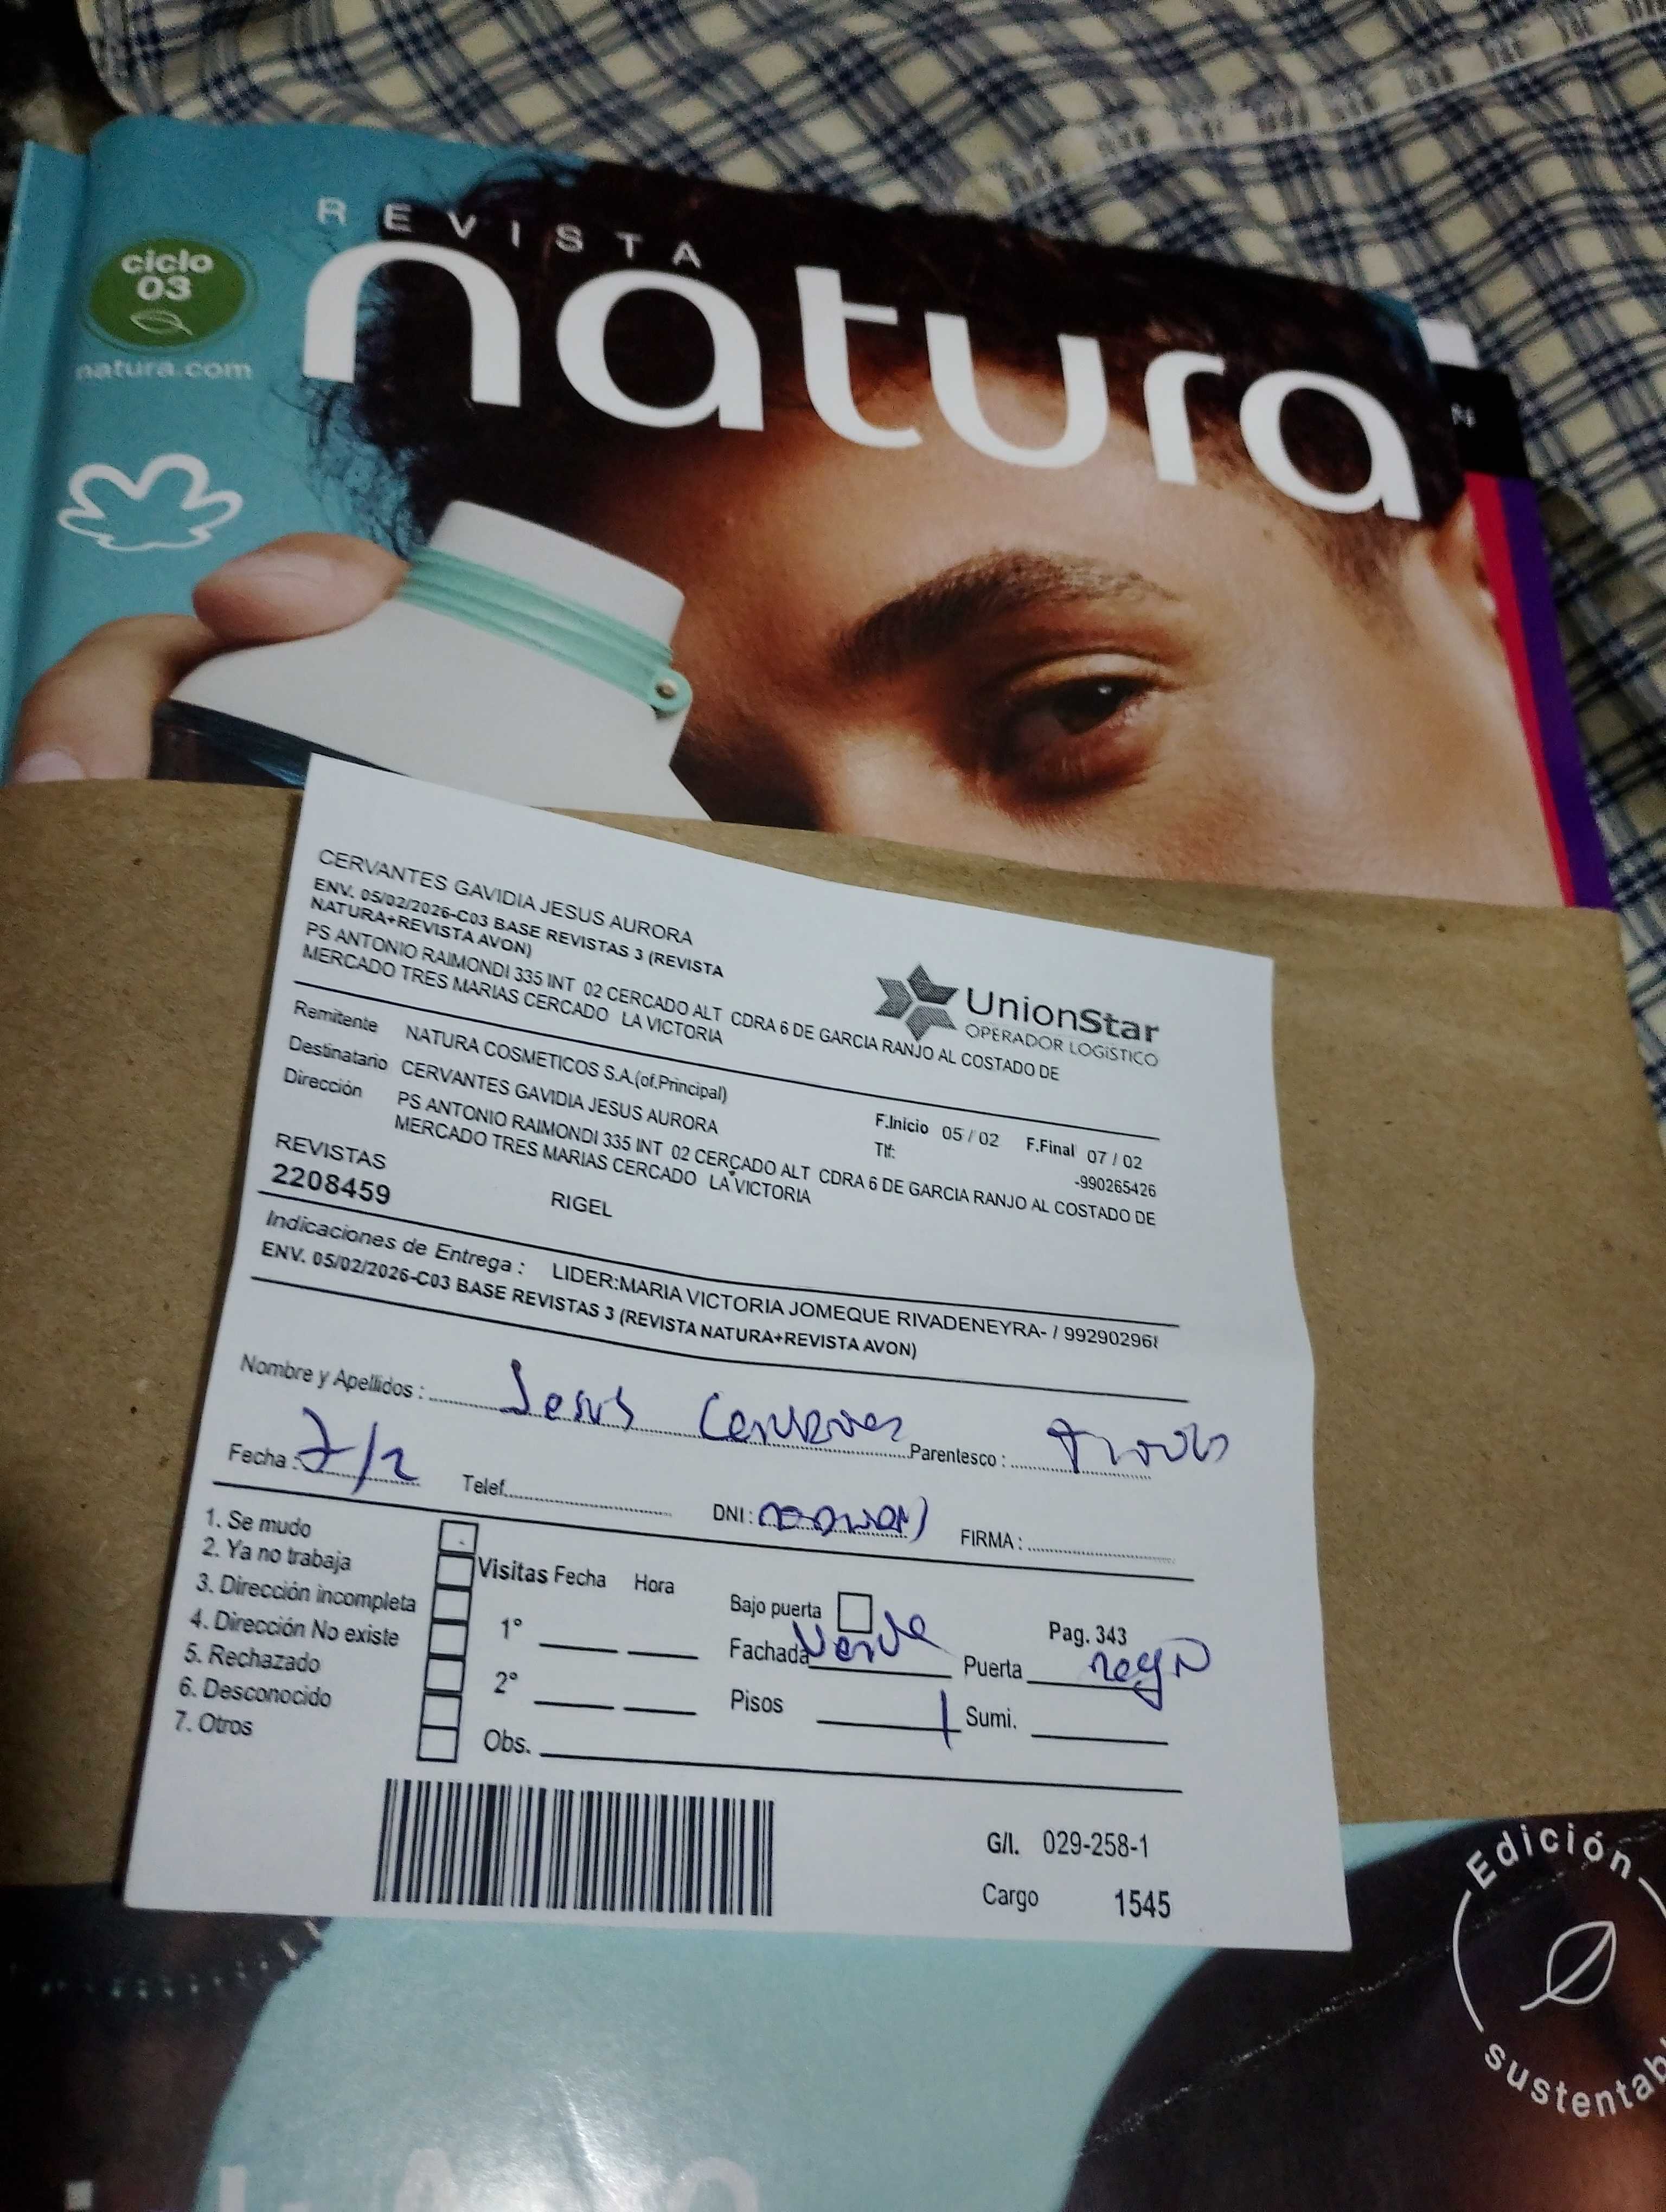 REVISTA
natura
ciclo
03
natura.com
N
CERVANTES GAVIDIA JESUS AURORA
ENV. 05/02/2026-C03 BASE REVISTAS 3 (REVISTA
NATURA+REVISTA AVON)
PS ANTONIO RAIMONDI 335 INT 02 CERCADO ALT CDRA 6 DE GARCIA RANJO AL COSTADO DE
MERCADO TRES MARIAS CERCADO LA VICTORIA
UnionStar
OPERADOR LOGÍSTICO
Remitente NATURA COSMETICOS S.A.(of.Principal)
Destinatario CERVANTES GAVIDIA JESUS AURORA
F.Inicio 05 / 02 F.Final 07 / 02
Tlf: -990265426
Dirección PS ANTONIO RAIMONDI 335 INT 02 CERCADO ALT CDRA 6 DE GARCIA RANJO AL COSTADO DE
MERCADO TRES MARIAS CERCADO LA VICTORIA
REVISTAS
2208459 RIGEL
Indicaciones de Entrega : LIDER:MARIA VICTORIA JOMEQUE RIVADENEYRA- / 99290296
ENV. 05/02/2026-C03 BASE REVISTAS 3 (REVISTA NATURA+REVISTA AVON)
Nombre y Apellidos : Jesus Cervantes Parentesco :
Fecha : 7/2 Telef. DNI : FIRMA :
1. Se mudo
2. Ya no trabaja
3. Dirección incompleta
4. Dirección No existe
5. Rechazado
6. Desconocido
7. Otros
Visitas Fecha Hora
1°
2°
Obs.
Bajo puerta Pag. 343
Fachada Verde Puerta negra
Pisos 1 Sumi.
G/I. 029-258-1
Cargo 1545
Edición
sustentab